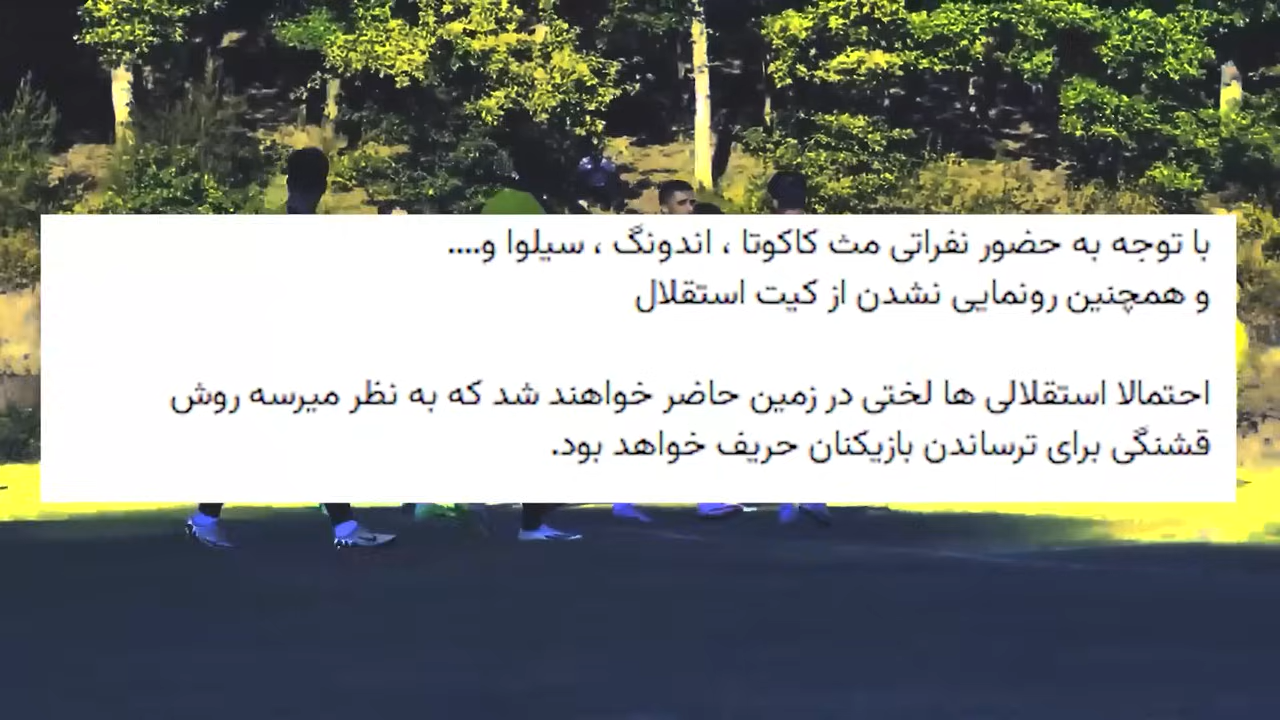 با توجه به حضور نفراتی مث کاکوتا ، اندونگ ، سیلوا و....
و همچنین رونمایی نشدن از کیت استقلال
احتمالا استقلالی ها لختی در زمین حاضر خواهند شد که به نظر میرسه روش
قشنگی برای ترساندن بازیکنان حریف خواهد بود.